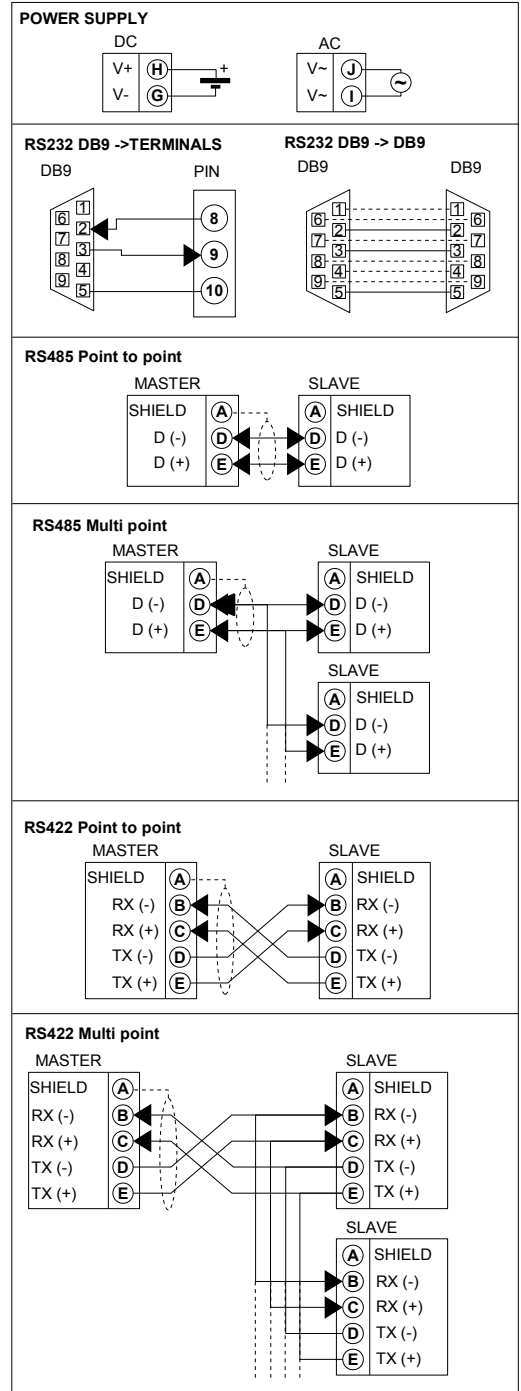 POWER SUPPLY
DC AC
V+ H + V~ J
V- G V~ I ~
RS232 DB9 ->TERMINALS RS232 DB9 -> DB9
DB9 PIN DB9 DB9
1 6 2 7 3 8 4 9 5
8
9
10
1 6 2 7 3 8 4 9 5
1 6 2 7 3 8 4 9 5
RS485 Point to point
MASTER SLAVE
SHIELD A A SHIELD
D (-) D D D (-)
D (+) E E D (+)
RS485 Multi point
MASTER SLAVE
SHIELD A A SHIELD
D (-) D D D (-)
D (+) E E D (+)
SLAVE
A SHIELD
D D (-)
E D (+)
RS422 Point to point
MASTER SLAVE
SHIELD A A SHIELD
RX (-) B B RX (-)
RX (+) C C RX (+)
TX (-) D D TX (-)
TX (+) E E TX (+)
RS422 Multi point
MASTER SLAVE
SHIELD A A SHIELD
RX (-) B B RX (-)
RX (+) C C RX (+)
TX (-) D D TX (-)
TX (+) E E TX (+)
SLAVE
A SHIELD
B RX (-)
C RX (+)
D TX (-)
E TX (+)